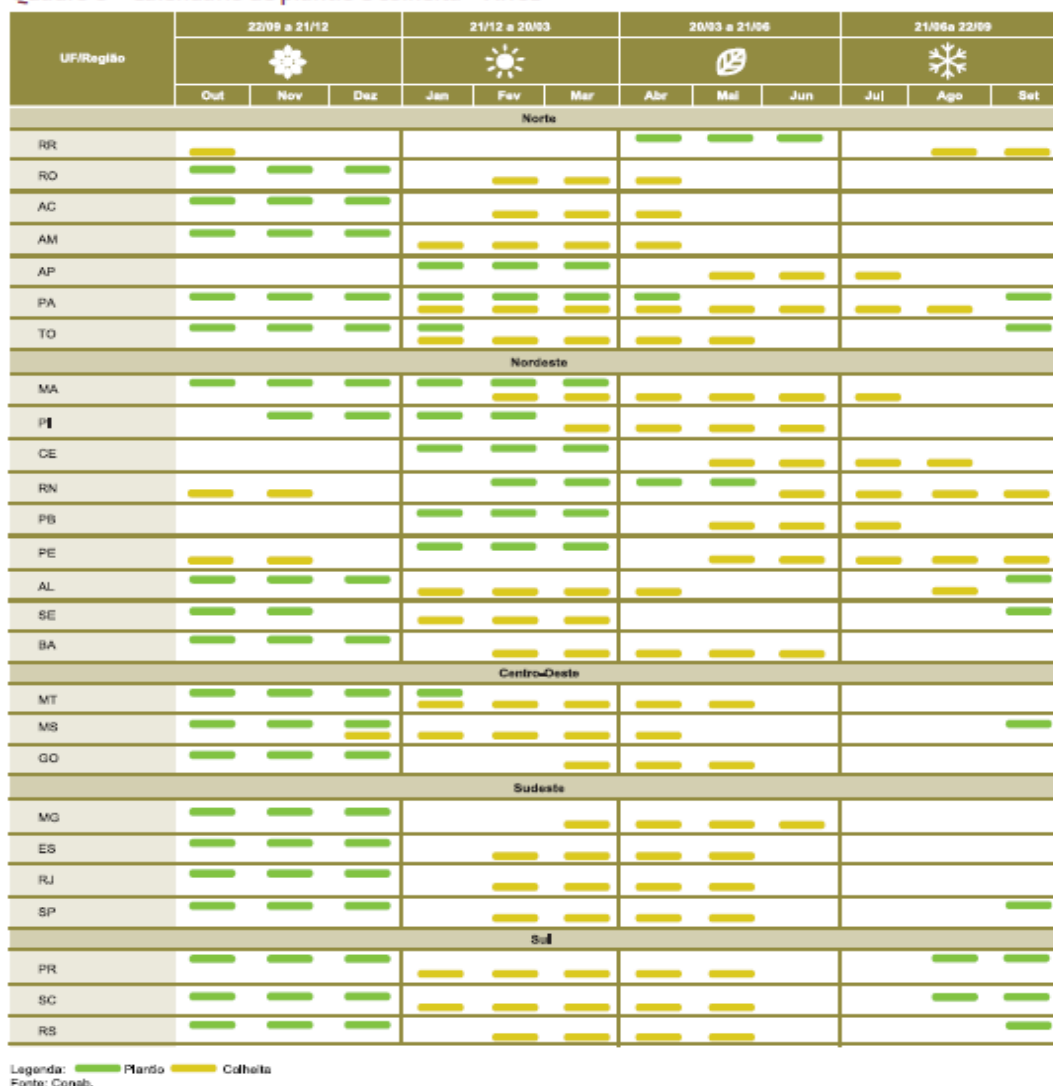 22/09 a 21/12 21/12 a 20/03 20/03 a 21/06 21/06a 22/09
UF/Região
Out Nov Dez Jan Fev Mar Abr Mai Jun Jul Ago Set
Norte
RR
RO
AC
AM
AP
PA
TO
Nordeste
MA
PI
CE
RN
PB
PE
AL
SE
BA
Centro-Oeste
MT
MS
GO
Sudeste
MG
ES
RJ
SP
Sul
PR
SC
RS
Legenda: Plantio Colheita
Fonte: Conab.